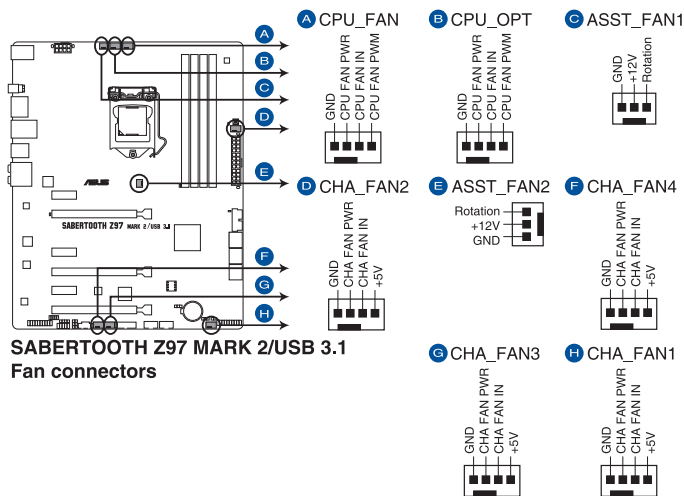 A CPU_FAN
GND
CPU FAN PWR
CPU FAN IN
CPU FAN PWM
B CPU_OPT
GND
CPU FAN PWR
CPU FAN IN
CPU FAN PWM
C ASST_FAN1
GND
+12V
Rotation
A
B
C
D
E
F
G
H
ASUS
SABERTOOTH Z97 MARK 2/USB 3.1
D CHA_FAN2
GND
CHA FAN PWR
CHA FAN IN
+5V
E ASST_FAN2
Rotation
+12V
GND
F CHA_FAN4
GND
CHA FAN PWR
CHA FAN IN
+5V
SABERTOOTH Z97 MARK 2/USB 3.1
Fan connectors
G CHA_FAN3
GND
CHA FAN PWR
CHA FAN IN
+5V
H CHA_FAN1
GND
CHA FAN PWR
CHA FAN IN
+5V